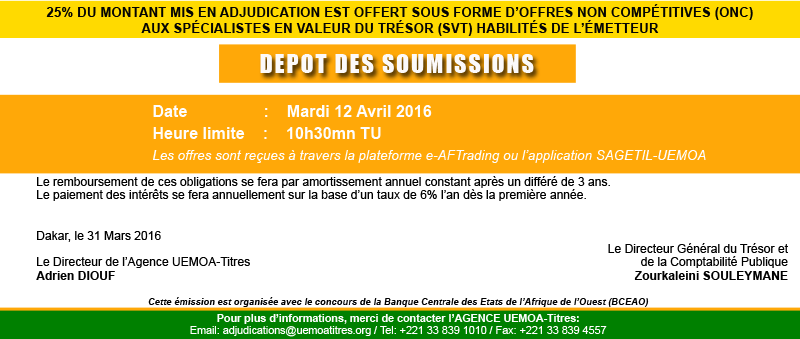 25% DU MONTANT MIS EN ADJUDICATION EST OFFERT SOUS FORME D’OFFRES NON COMPÉTITIVES (ONC)
AUX SPÉCIALISTES EN VALEUR DU TRÉSOR (SVT) HABILITÉS DE L’ÉMETTEUR
DEPOT DES SOUMISSIONS
Date : Mardi 12 Avril 2016
Heure limite : 10h30mn TU
Les offres sont reçues à travers la plateforme e-AFTrading ou l’application SAGETIL-UEMOA
Le remboursement de ces obligations se fera par amortissement annuel constant après un différé de 3 ans.
Le paiement des intérêts se fera annuellement sur la base d’un taux de 6% l’an dès la première année.
Dakar, le 31 Mars 2016
Le Directeur de l’Agence UEMOA-Titres
Adrien DIOUF
Le Directeur Général du Trésor et
de la Comptabilité Publique
Zourkaleini SOULEYMANE
Cette émission est organisée avec le concours de la Banque Centrale des Etats de l’Afrique de l’Ouest (BCEAO)
Pour plus d’informations, merci de contacter l’AGENCE UEMOA-Titres:
Email: adjudications@uemoatitres.org / Tel: +221 33 839 1010 / Fax: +221 33 839 4557